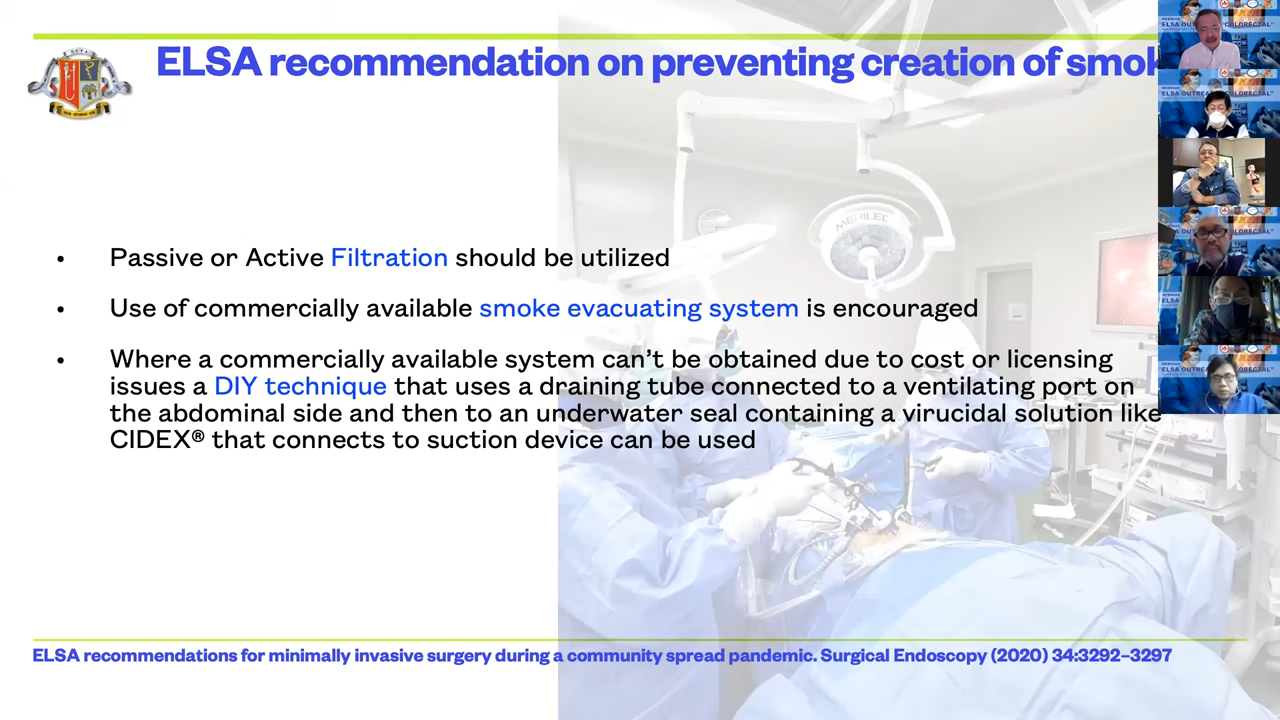 ELSA recommendation on preventing creation of smok
• Passive or Active Filtration should be utilized
• Use of commercially available smoke evacuating system is encouraged
• Where a commercially available system can’t be obtained due to cost or licensing
issues a DIY technique that uses a draining tube connected to a ventilating port on
the abdominal side and then to an underwater seal containing a virucidal solution like
CIDEX® that connects to suction device can be used
ELSA recommendations for minimally invasive surgery during a community spread pandemic. Surgical Endoscopy (2020) 34:3292–3297
MERILED